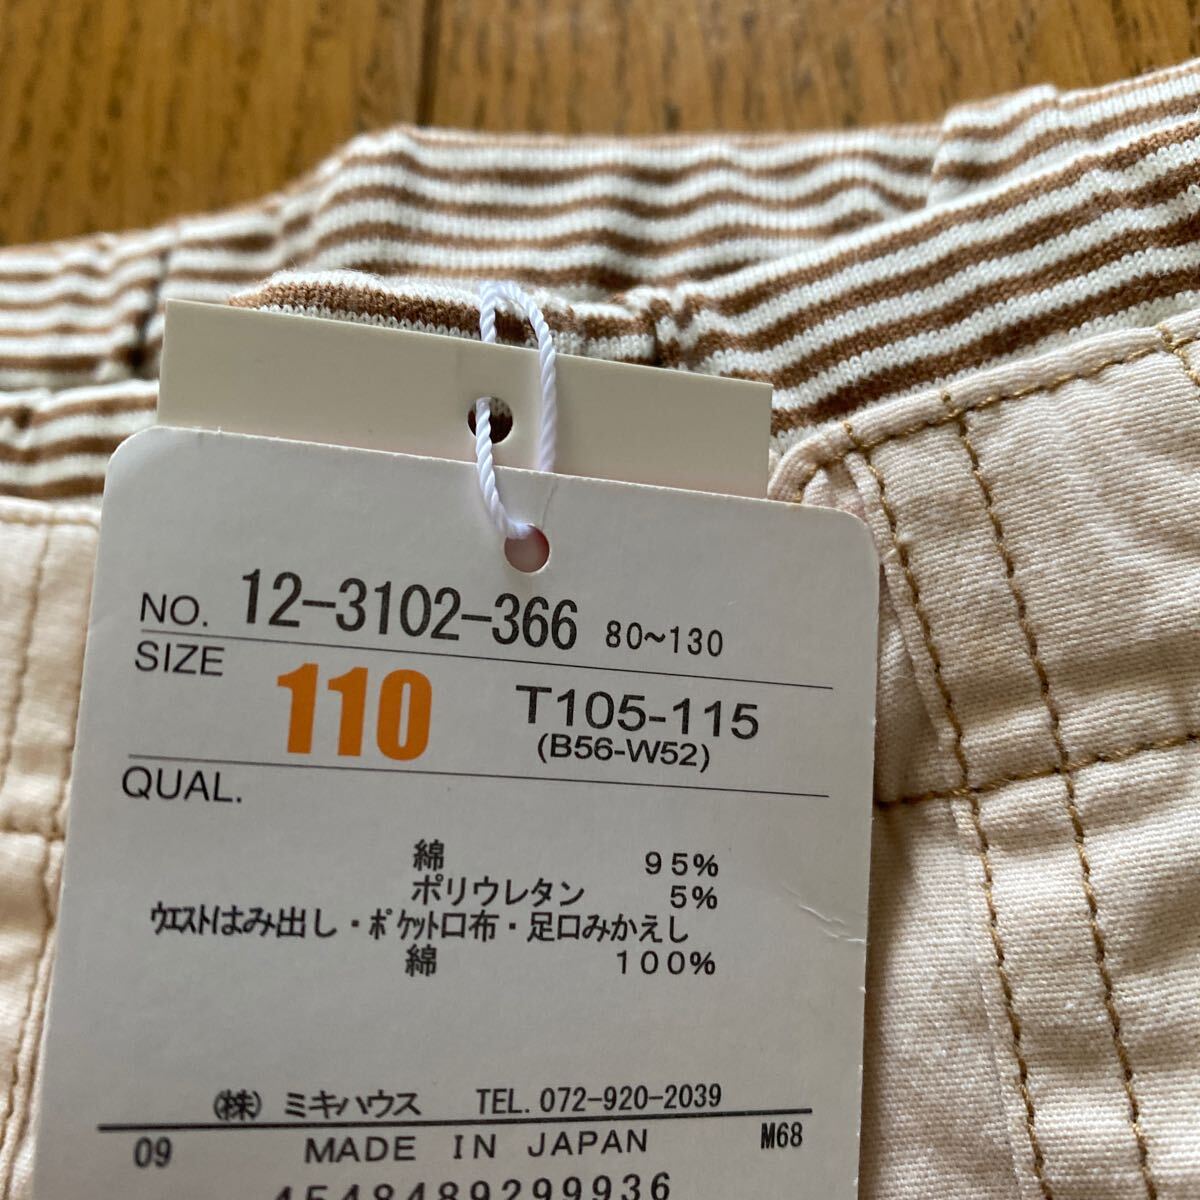 NO. 12-3102-366 80~130
SIZE 110 T105-115
(B56-W52)
QUAL.
綿 95%
ポリウレタン 5%
ウエストはみ出し・ポケット口布・足口みかえし
綿 100%
(株) ミキハウス TEL. 072-920-2039
09 MADE IN JAPAN M68
4548489299936